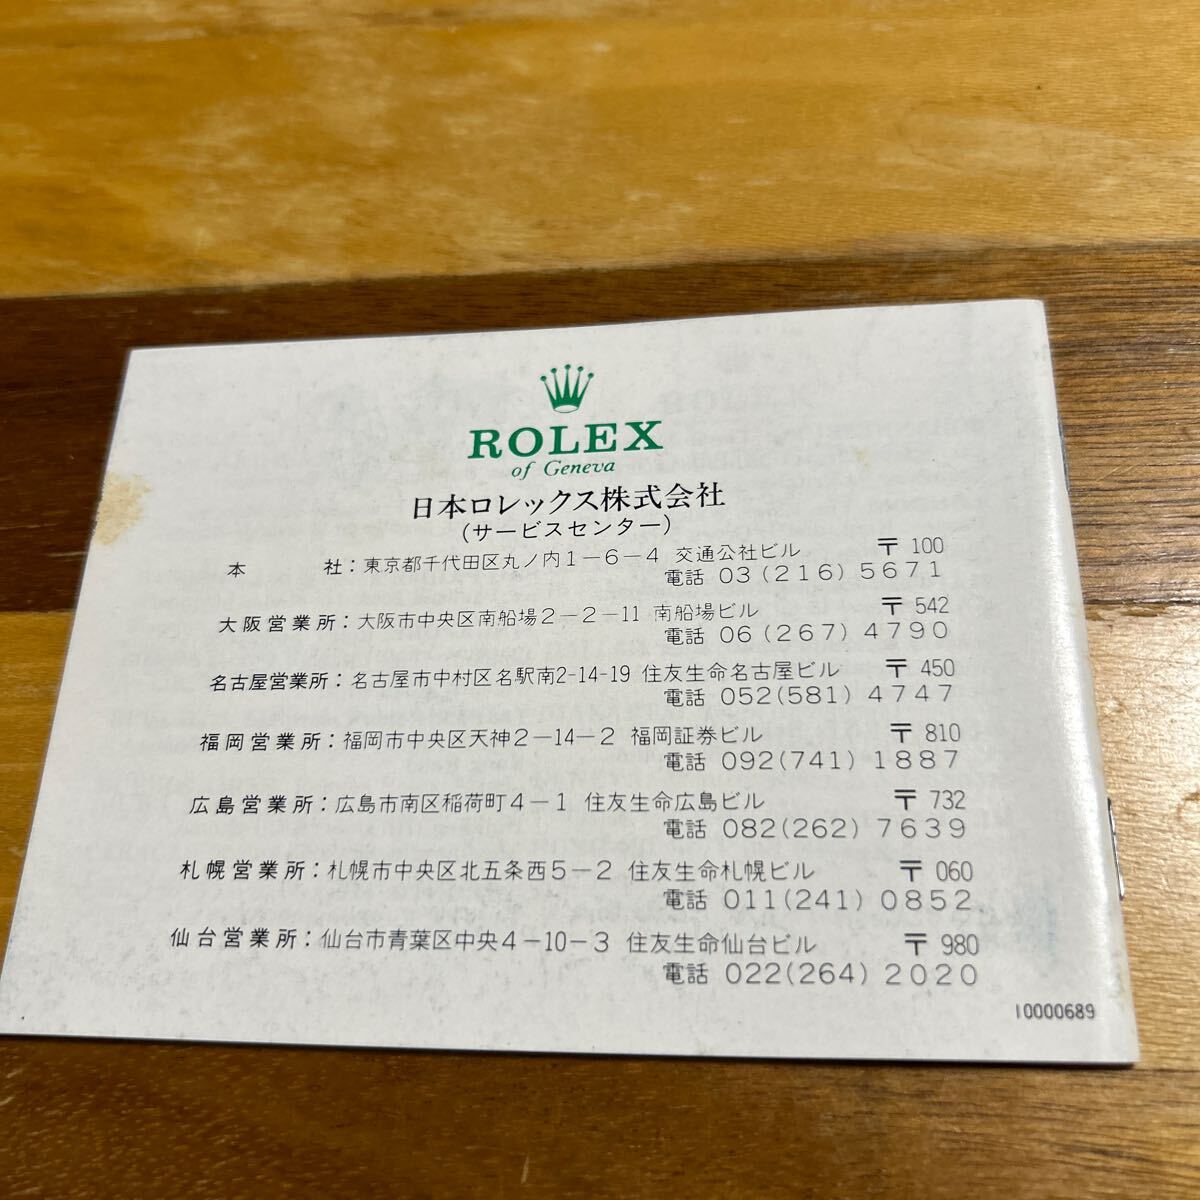 ROLEX
of Geneva
日本ロレックス株式会社
(サービスセンター)
本 社:東京都千代田区丸ノ内1-6-4 交通公社ビル 〒100
電話 03(216)5671
大阪営業所:大阪市中央区南船場2-2-11 南船場ビル 〒542
電話 06(267)4790
名古屋営業所:名古屋市中村区名駅南2-14-19 住友生命名古屋ビル 〒450
電話 052(581)4747
福岡営業所:福岡市中央区天神2-14-2 福岡証券ビル 〒810
電話 092(741)1887
広島営業所:広島市南区稲荷町4-1 住友生命広島ビル 〒732
電話 082(262)7639
札幌営業所:札幌市中央区北五条西5-2 住友生命札幌ビル 〒060
電話 011(241)0852
仙台営業所:仙台市青葉区中央4-10-3 住友生命仙台ビル 〒980
電話 022(264)2020
10000689